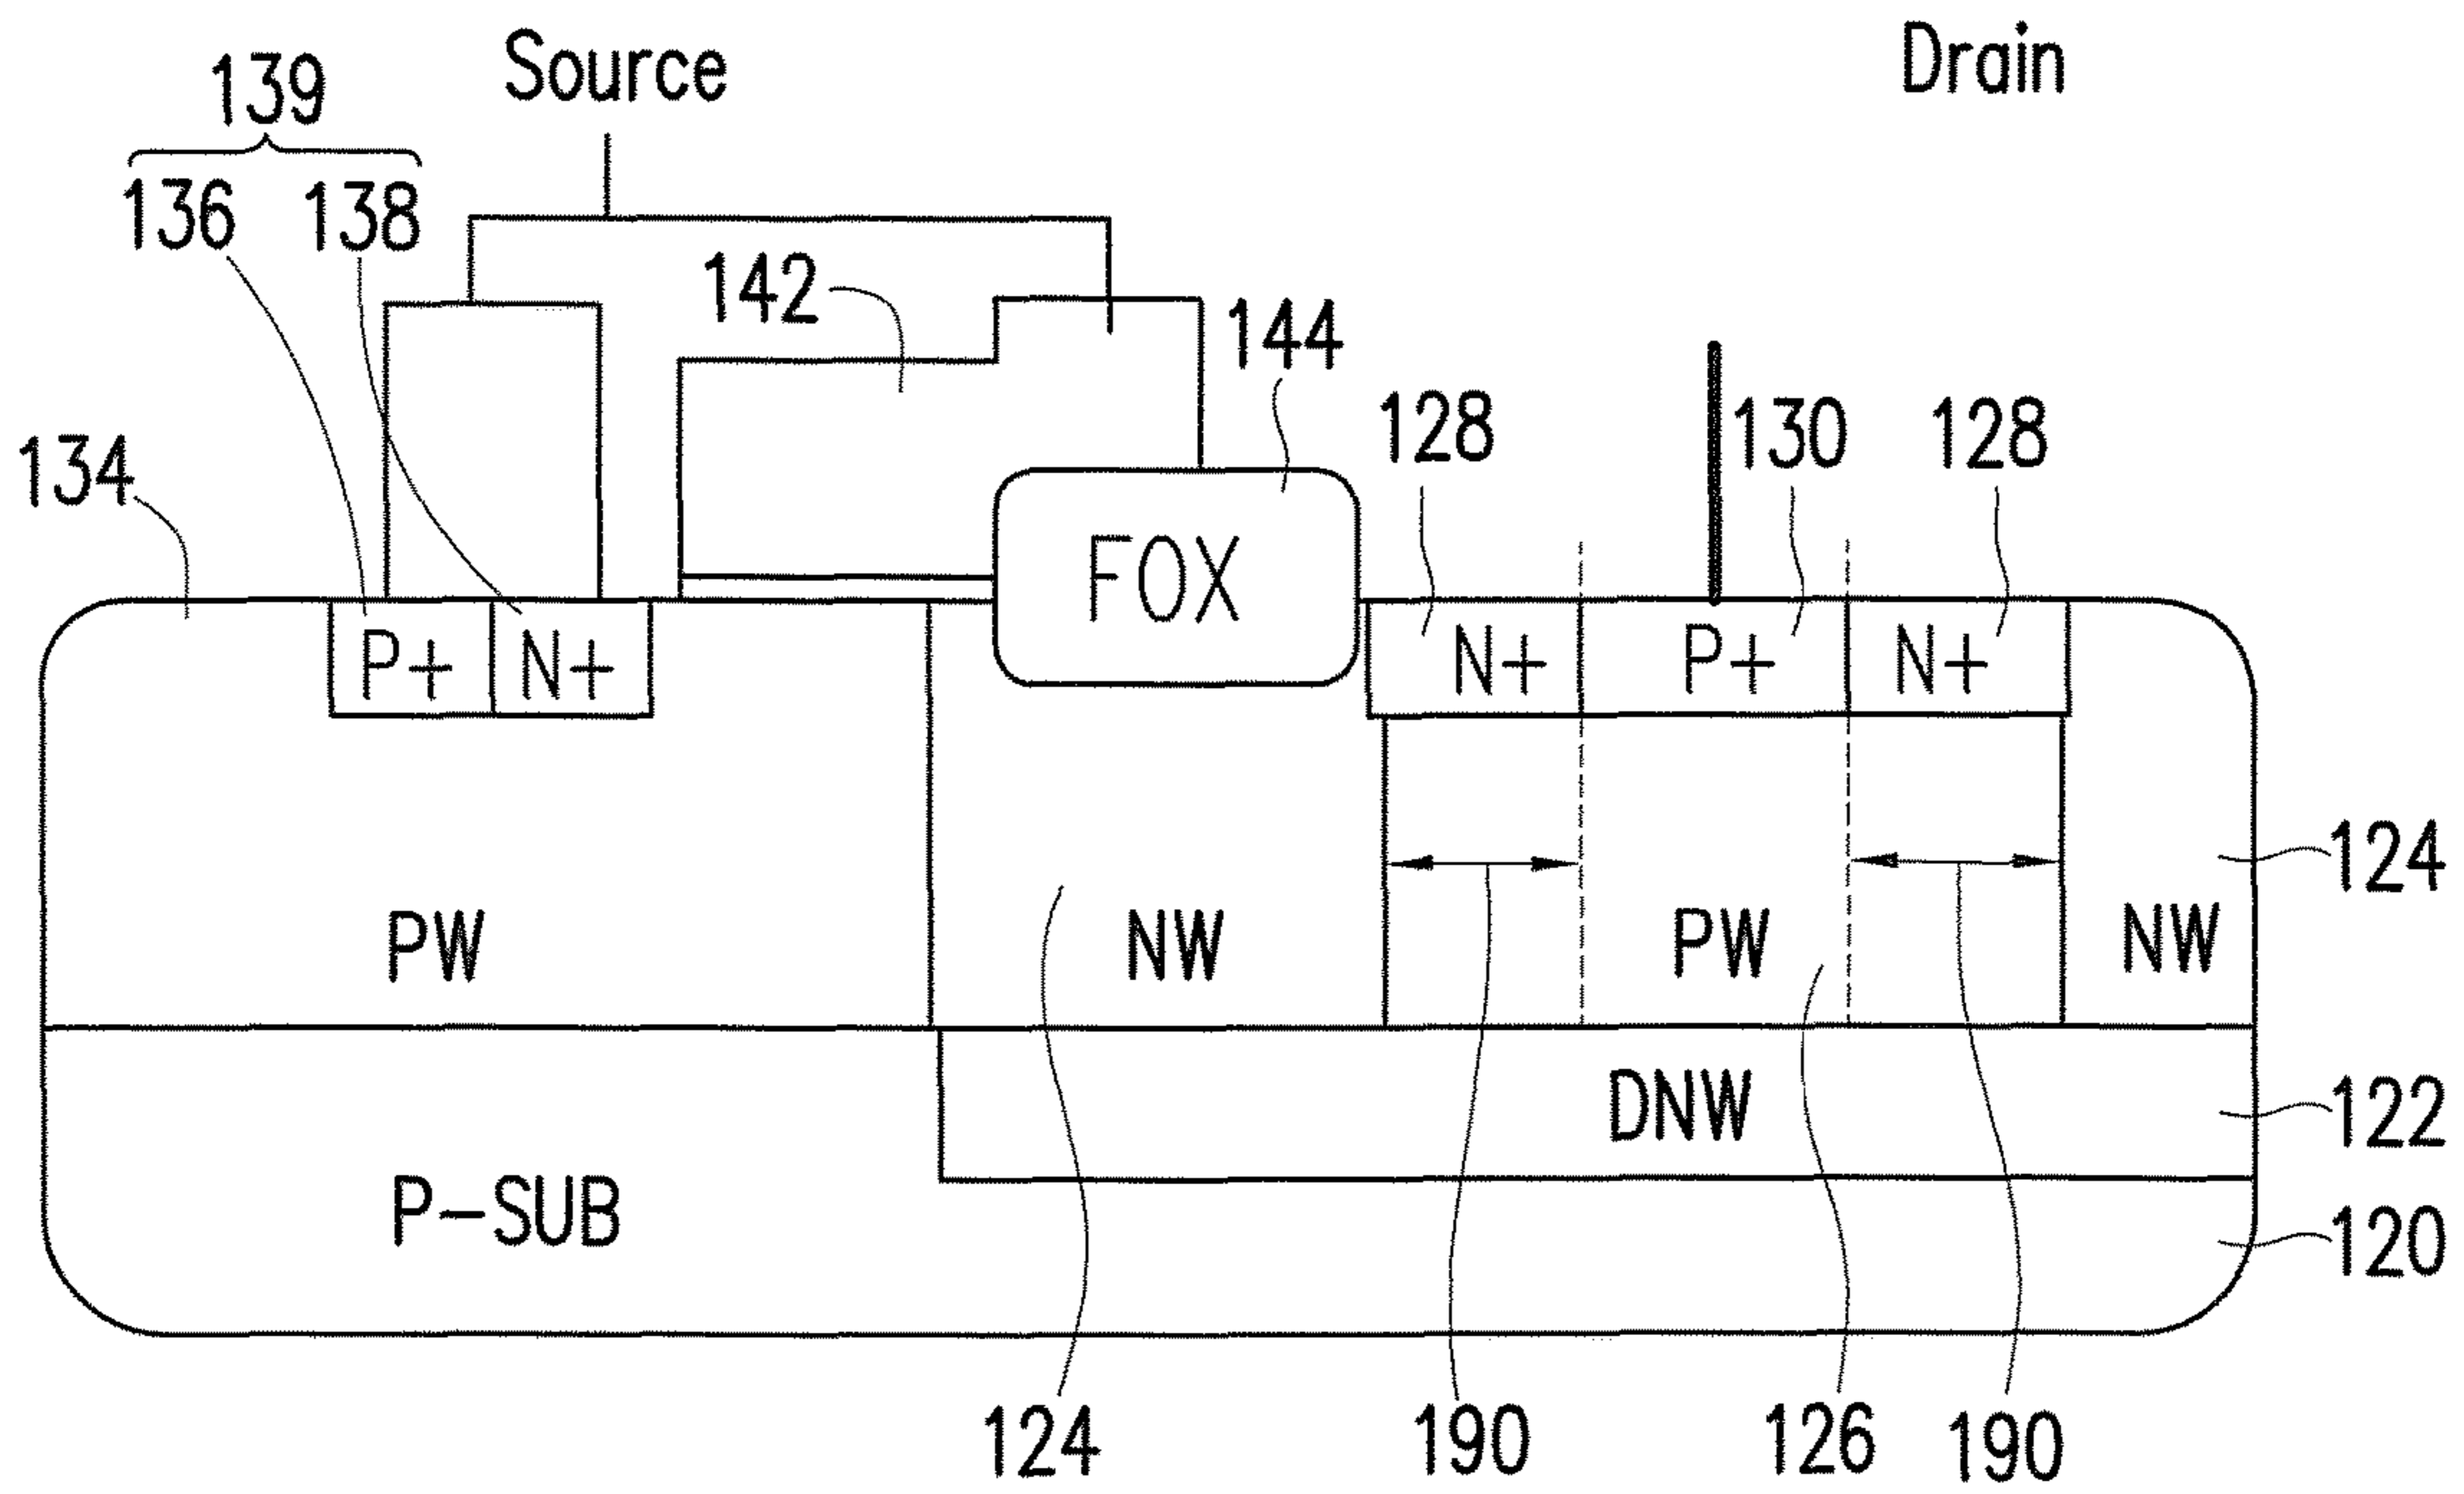 Source Drain
139
136 138
142
144
128 130 128
134
FOX
P+ N+ N+ P+ N+
124
PW NW PW NW
DNW
122
P-SUB
120
124 190 126 190